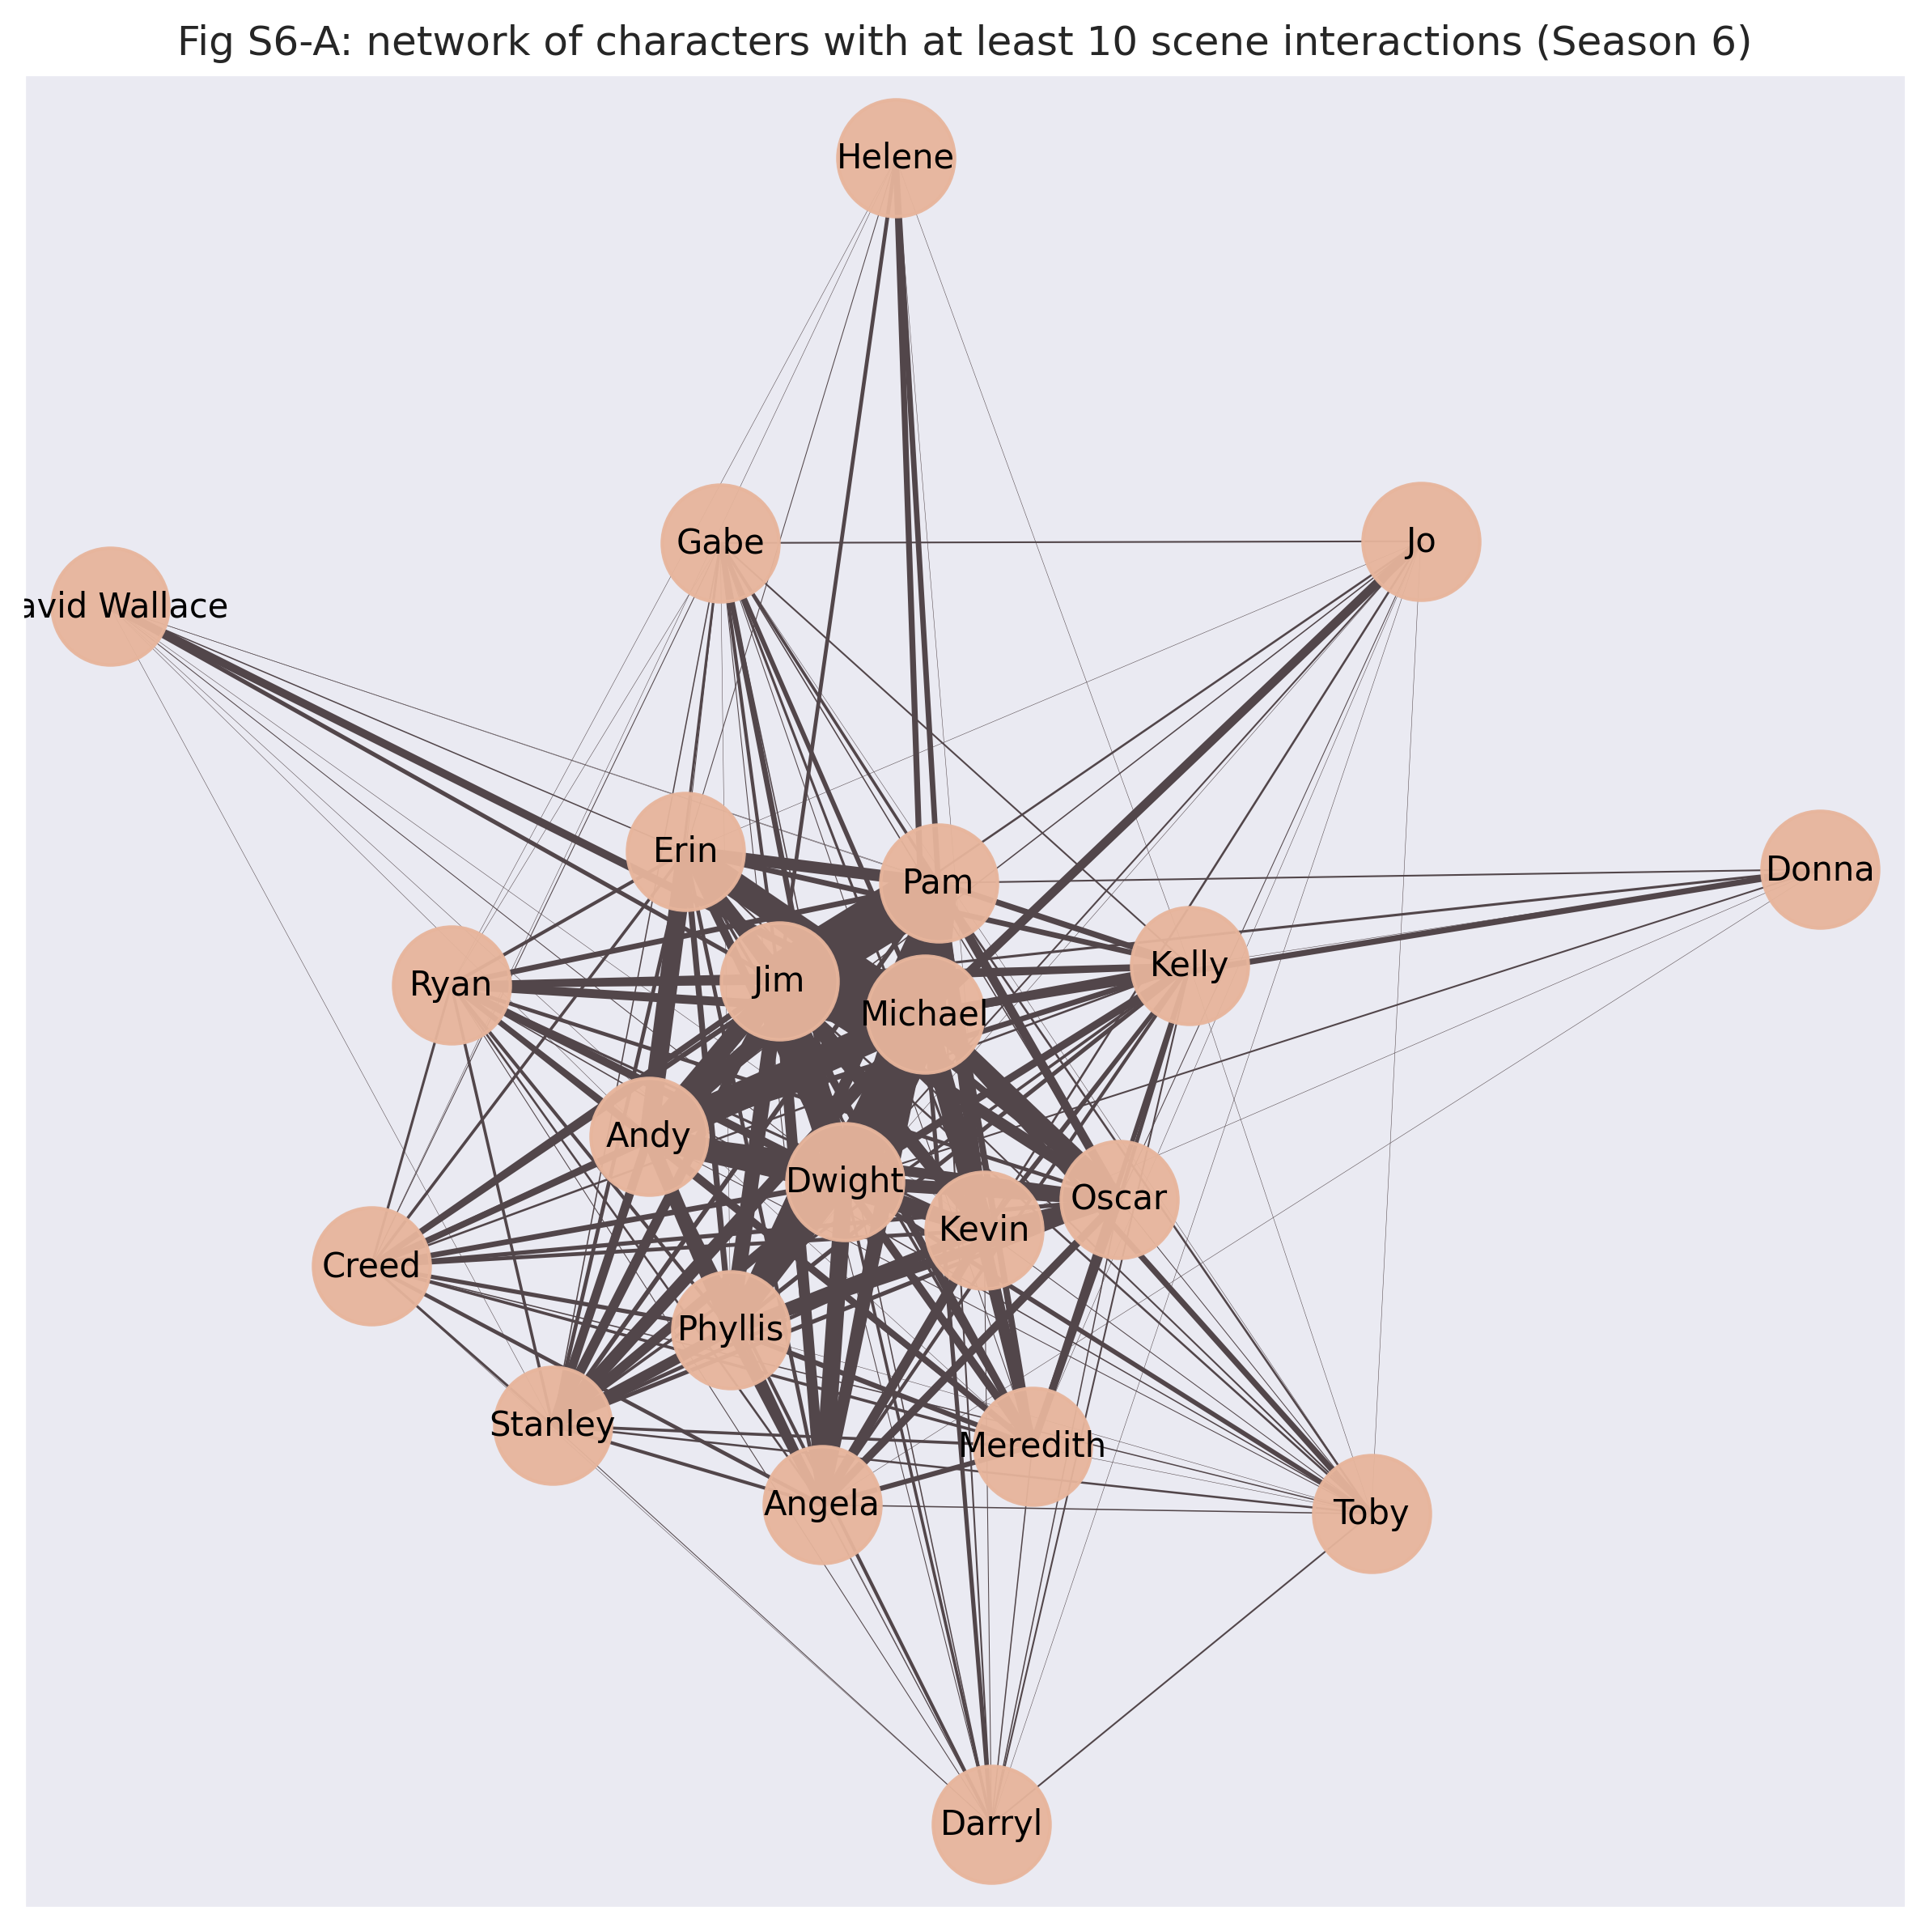 Fig S6-A: network of characters with at least 10 scene interactions (Season 6)
Helene
Gabe
Jo
avid Wallace
Erin
Pam
Donna
Kelly
Ryan
Jim
Michael
Andy
Dwight
Oscar
Kevin
Creed
Phyllis
Stanley
Meredith
Angela
Toby
Darryl